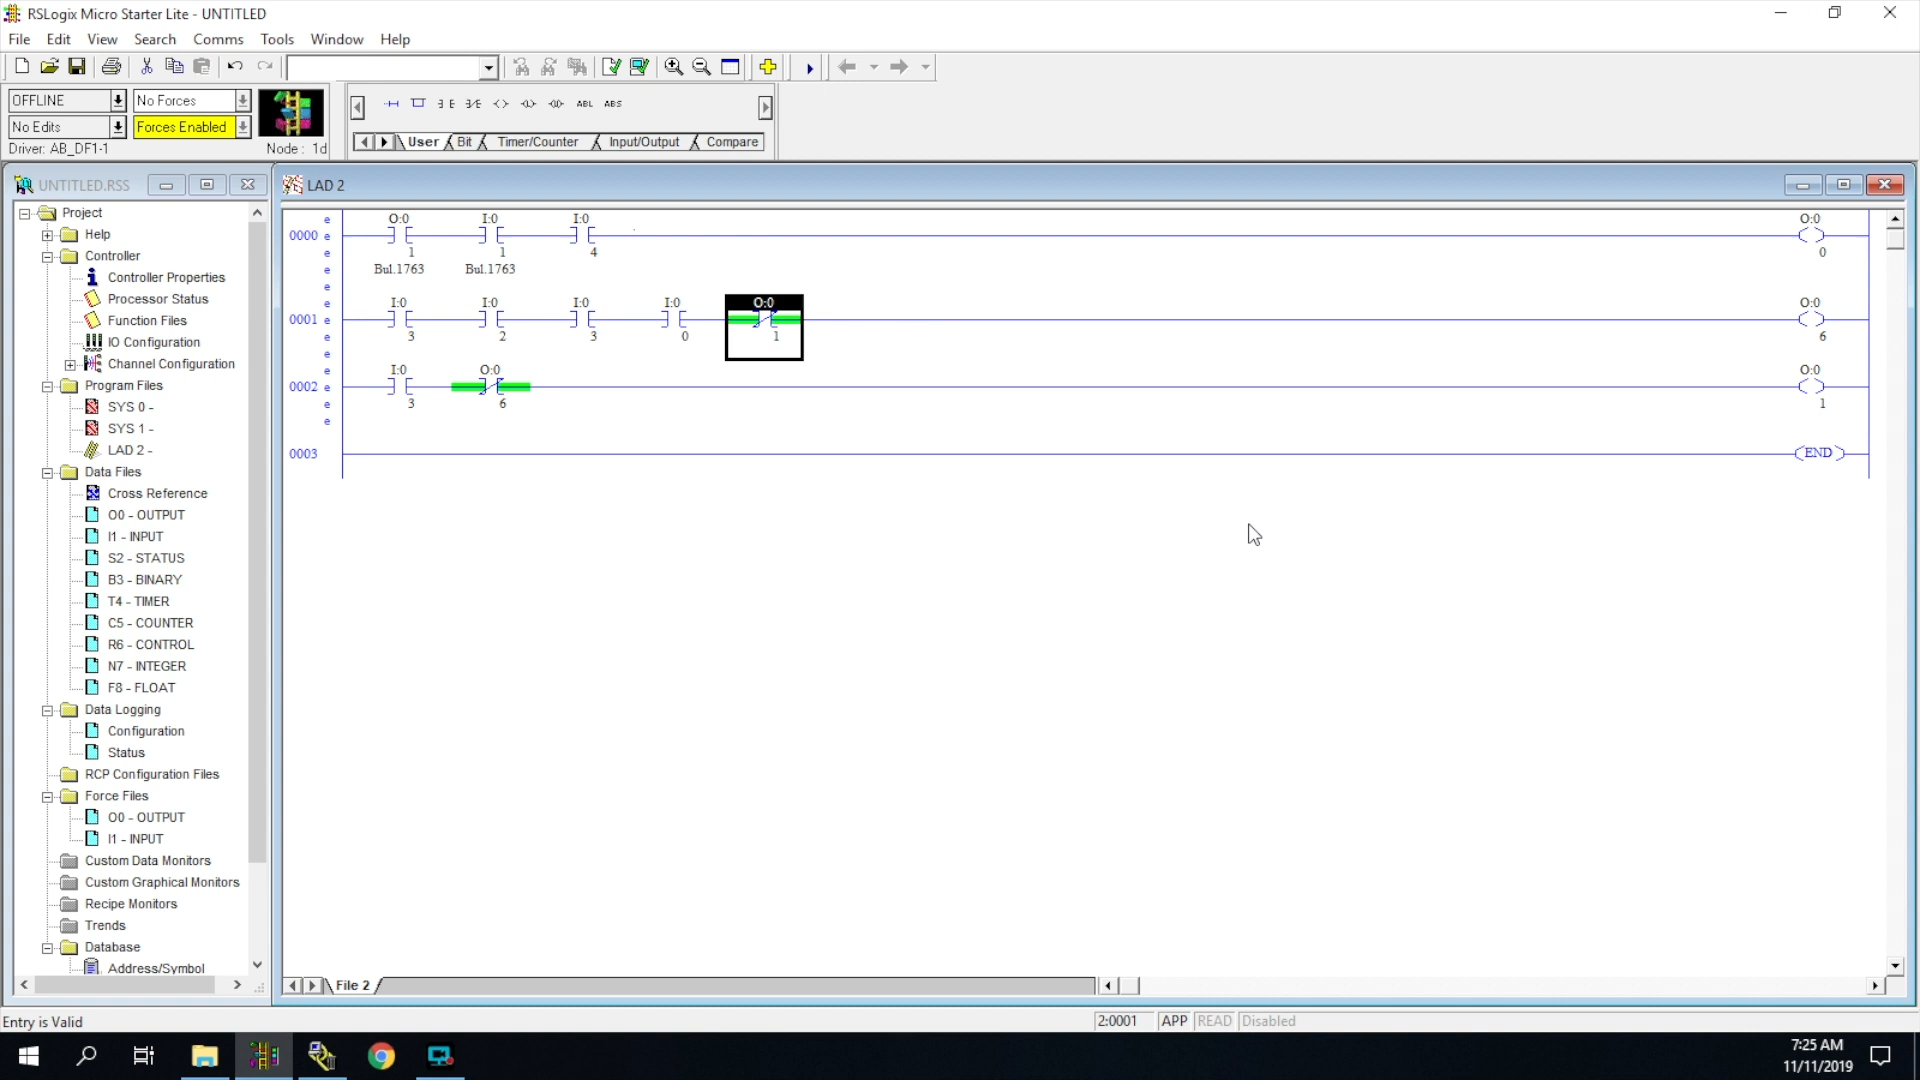 RSLogix Micro Starter Lite - UNTITLED
File Edit View Search Comms Tools Window Help
OFFLINE No Forces
No Edits Forces Enabled
Driver: AB_DF1-1 Node : 1d
ABL ABS
User Bit Timer/Counter Input/Output Compare
UNTITLED.RSS
Project
Help
Controller
Controller Properties
Processor Status
Function Files
IO Configuration
Channel Configuration
Program Files
SYS 0 -
SYS 1 -
LAD 2 -
Data Files
Cross Reference
O0 - OUTPUT
I1 - INPUT
S2 - STATUS
B3 - BINARY
T4 - TIMER
C5 - COUNTER
R6 - CONTROL
N7 - INTEGER
F8 - FLOAT
Data Logging
Configuration
Status
RCP Configuration Files
Force Files
O0 - OUTPUT
I1 - INPUT
Custom Data Monitors
Custom Graphical Monitors
Recipe Monitors
Trends
Database
Address/Symbol
LAD 2
e O:0 I:0 I:0 O:0
0000 e
e 1 1 4 0
e Bul.1763 Bul.1763
e
e I:0 I:0 I:0 I:0 O:0 O:0
0001 e
e 3 2 3 0 1 6
e
e I:0 O:0 O:0
0002 e
e 3 6 1
e
0003 END
File 2
Entry is Valid 2:0001 APP READ Disabled
7:25 AM
11/11/2019